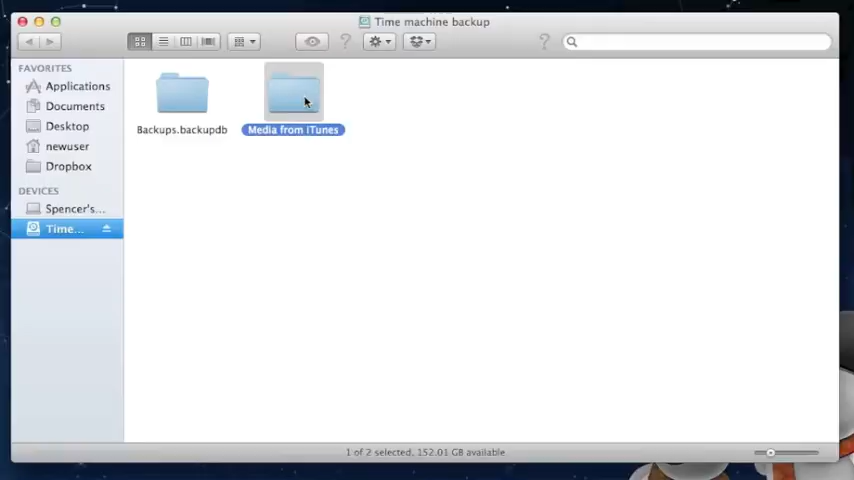 Time machine backup
FAVORITES
Applications
Documents
Desktop
newuser
Dropbox
DEVICES
Spencer's...
Time...
Backups.backupdb
Media from iTunes
1 of 2 selected, 152.01 GB available